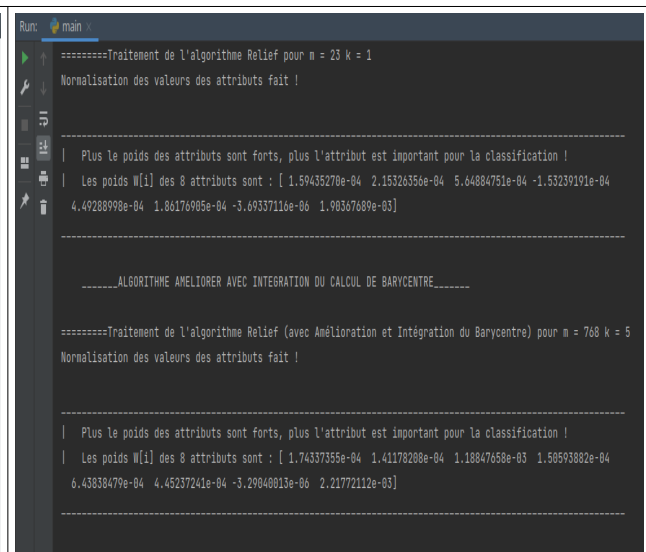 Run: main ×
=========Traitement de l'algorithme Relief pour m = 23 k = 1
Normalisation des valeurs des attributs fait !
| Plus le poids des attributs sont forts, plus l'attribut est important pour la classification !
| Les poids W[i] des 8 attributs sont : [ 1.59435270e-04 2.15326356e-04 5.64884751e-04 -1.53239191e-04
4.49288998e-04 1.86176905e-04 -3.69337116e-06 1.90367689e-03]
_______ALGORITHME AMELIORER AVEC INTEGRATION DU CALCUL DE BARYCENTRE_______
=========Traitement de l'algorithme Relief (avec Amélioration et Intégration du Barycentre) pour m = 768 k = 5
Normalisation des valeurs des attributs fait !
| Plus le poids des attributs sont forts, plus l'attribut est important pour la classification !
| Les poids W[i] des 8 attributs sont : [ 1.74337355e-04 1.41178208e-04 1.18847658e-03 1.50593882e-04
6.43838479e-04 4.45237241e-04 -3.29040013e-06 2.21772112e-03]